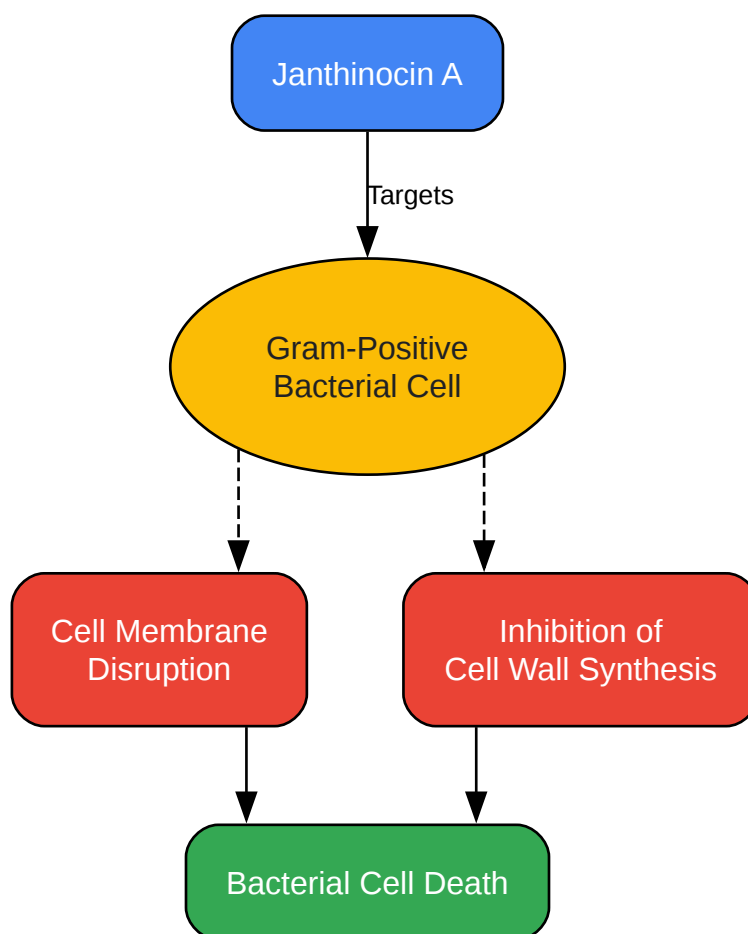 Janthinocin A
Targets
Gram-Positive
Bacterial Cell
Cell Membrane
Disruption
Inhibition of
Cell Wall Synthesis
Bacterial Cell Death